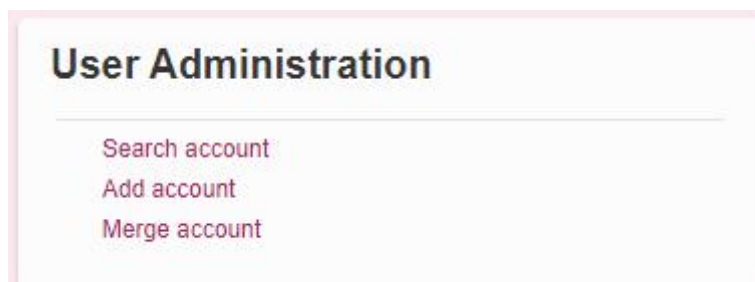 User Administration
Search account
Add account
Merge account